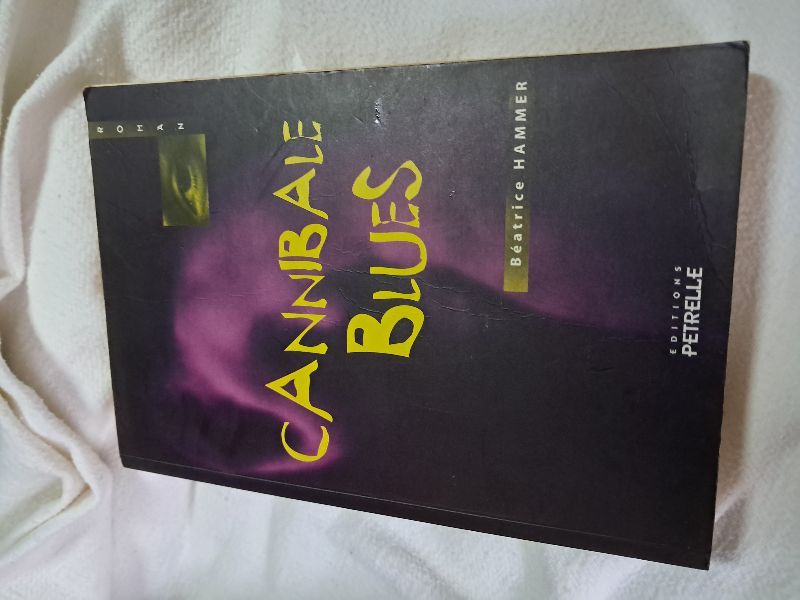 ROMAN
CANNIBALE
BLUES
Béatrice HAMMER
EDITIONS
PETRELLE